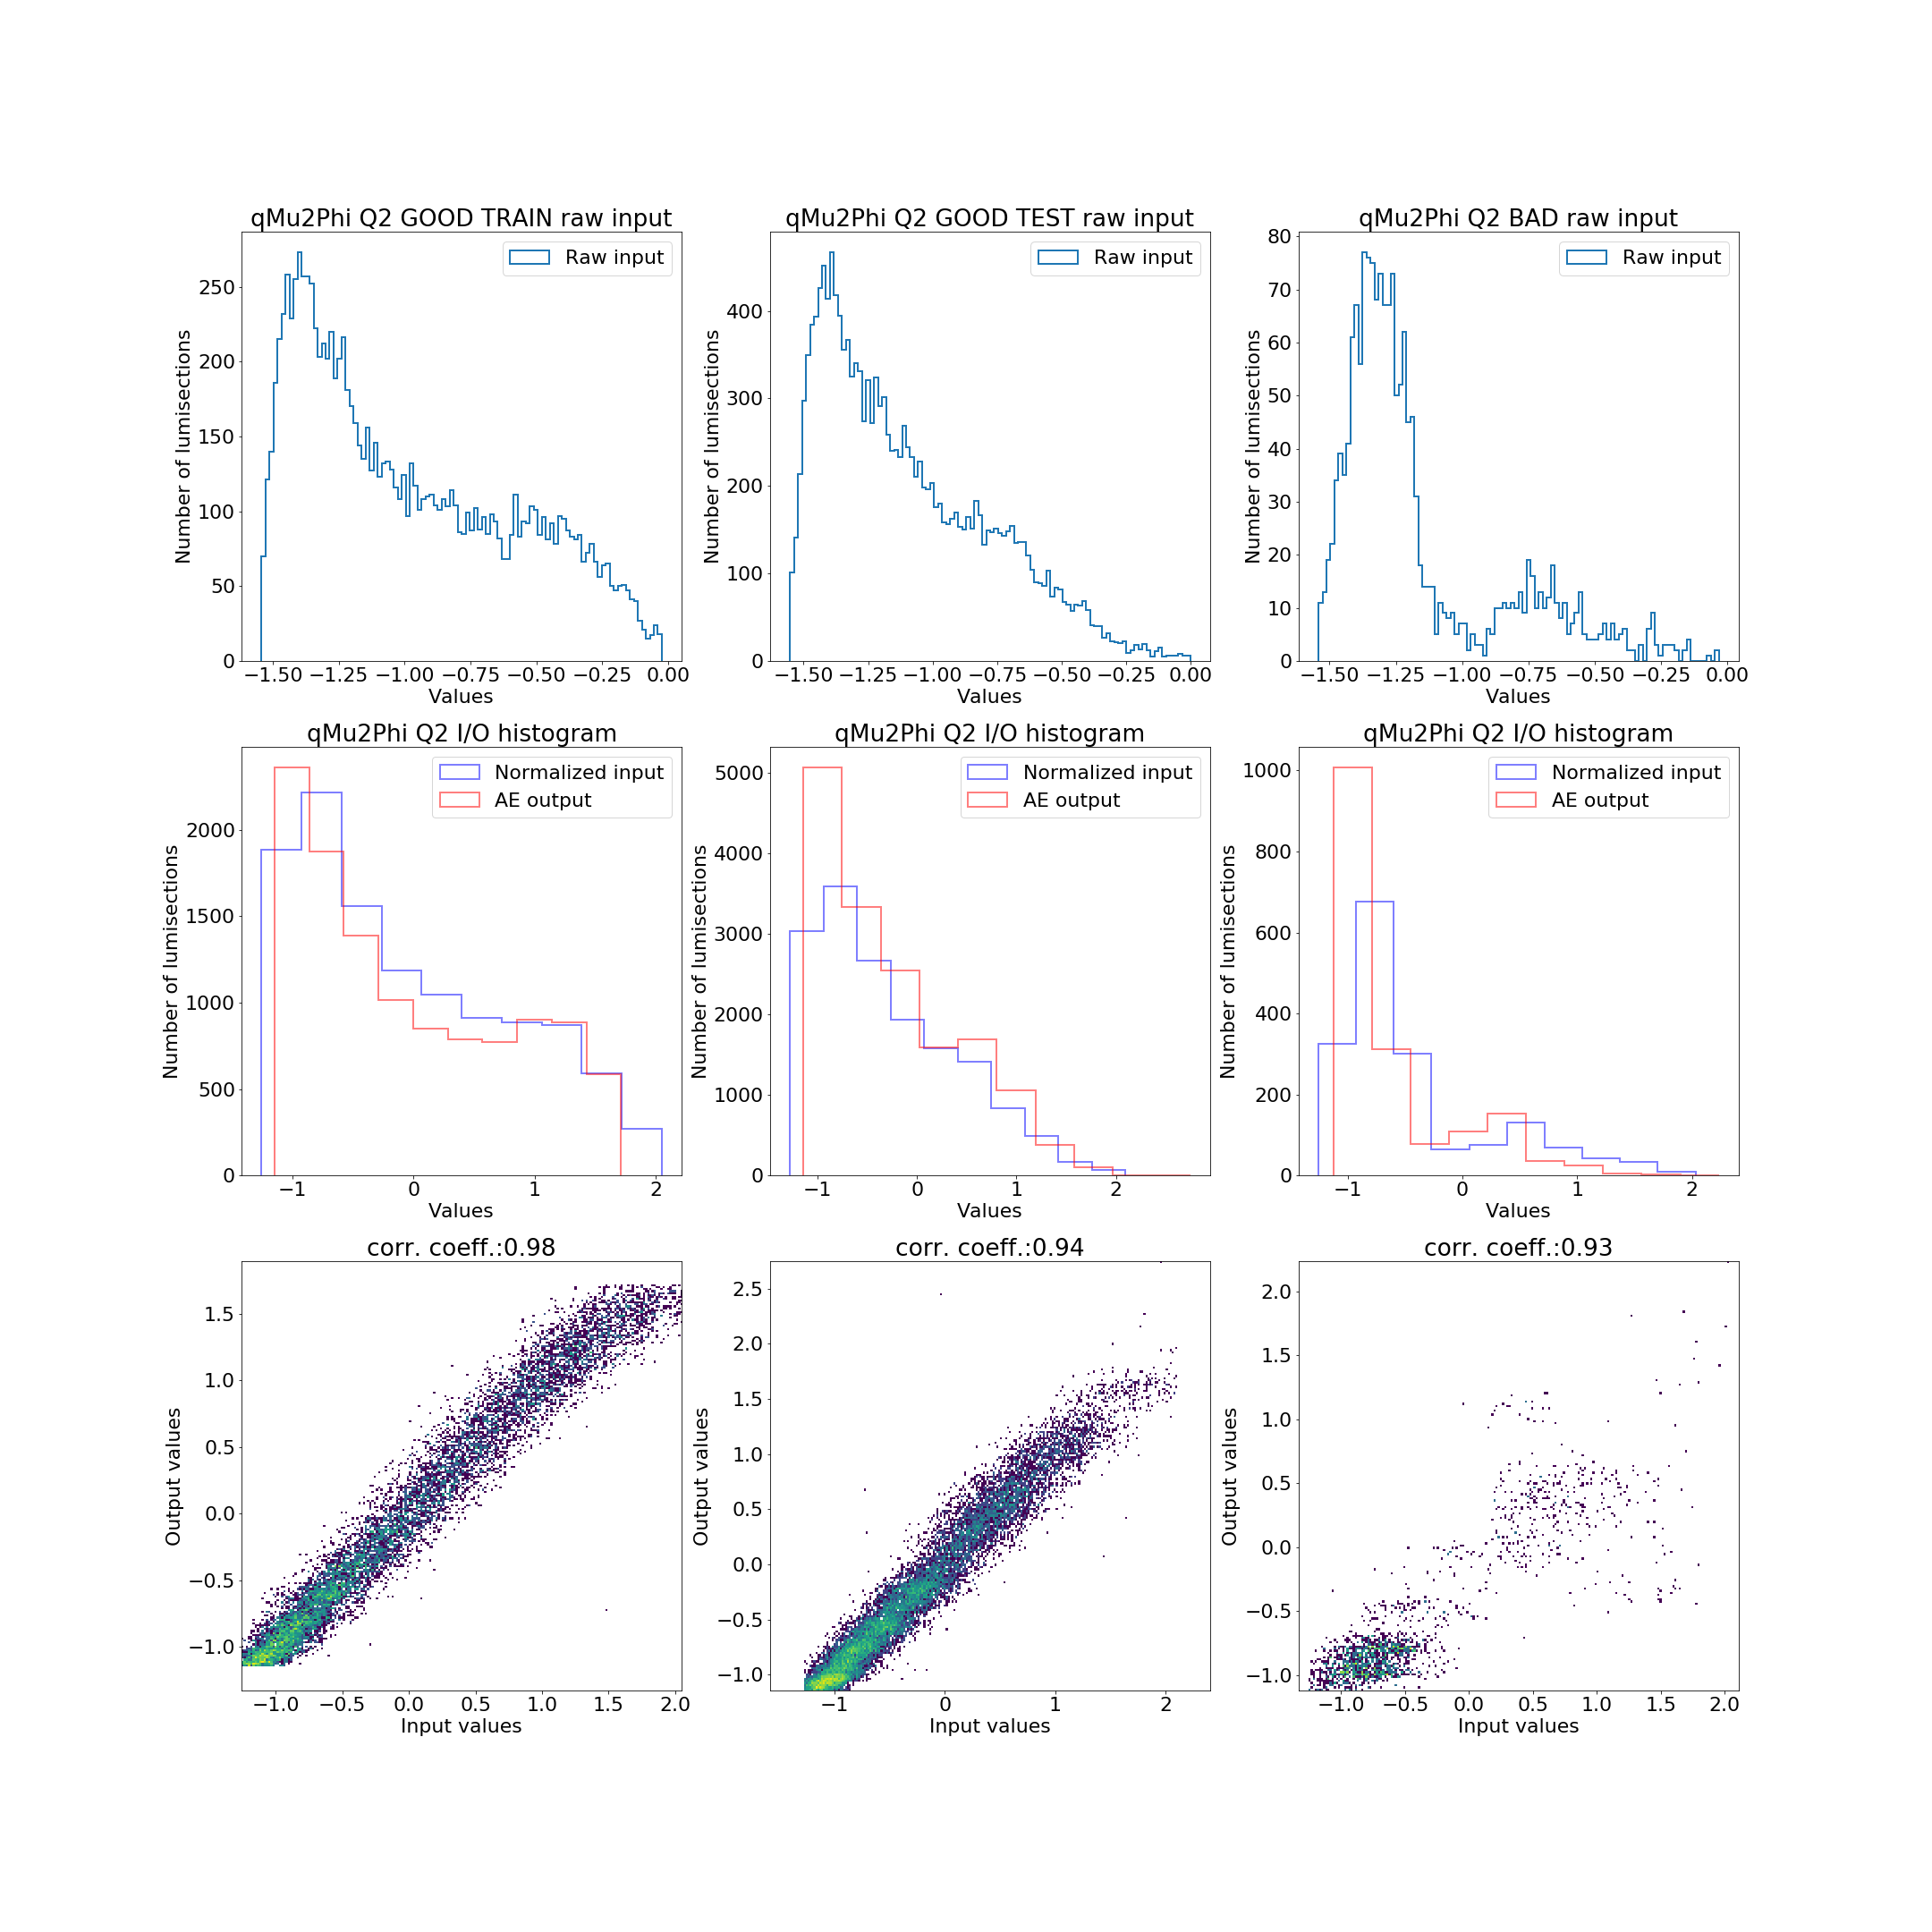 qMu2Phi Q2 GOOD TRAIN raw input
Raw input
Number of lumisections
250
200
150
100
50
0
−1.50 −1.25 −1.00 −0.75 −0.50 −0.25 0.00
Values
qMu2Phi Q2 GOOD TEST raw input
Raw input
Number of lumisections
400
300
200
100
0
−1.50 −1.25 −1.00 −0.75 −0.50 −0.25 0.00
Values
qMu2Phi Q2 BAD raw input
Raw input
Number of lumisections
80
70
60
50
40
30
20
10
0
−1.50 −1.25 −1.00 −0.75 −0.50 −0.25 0.00
Values
qMu2Phi Q2 I/O histogram
Normalized input
AE output
Number of lumisections
2000
1500
1000
500
0
−1 0 1 2
Values
qMu2Phi Q2 I/O histogram
Normalized input
AE output
Number of lumisections
5000
4000
3000
2000
1000
0
−1 0 1 2
Values
qMu2Phi Q2 I/O histogram
Normalized input
AE output
Number of lumisections
1000
800
600
400
200
0
−1 0 1 2
Values
corr. coeff.:0.98
Output values
1.5
1.0
0.5
0.0
−0.5
−1.0
−1.0 −0.5 0.0 0.5 1.0 1.5 2.0
Input values
corr. coeff.:0.94
Output values
2.5
2.0
1.5
1.0
0.5
0.0
−0.5
−1.0
−1 0 1 2
Input values
corr. coeff.:0.93
Output values
2.0
1.5
1.0
0.5
0.0
−0.5
−1.0
−1.0 −0.5 0.0 0.5 1.0 1.5 2.0
Input values